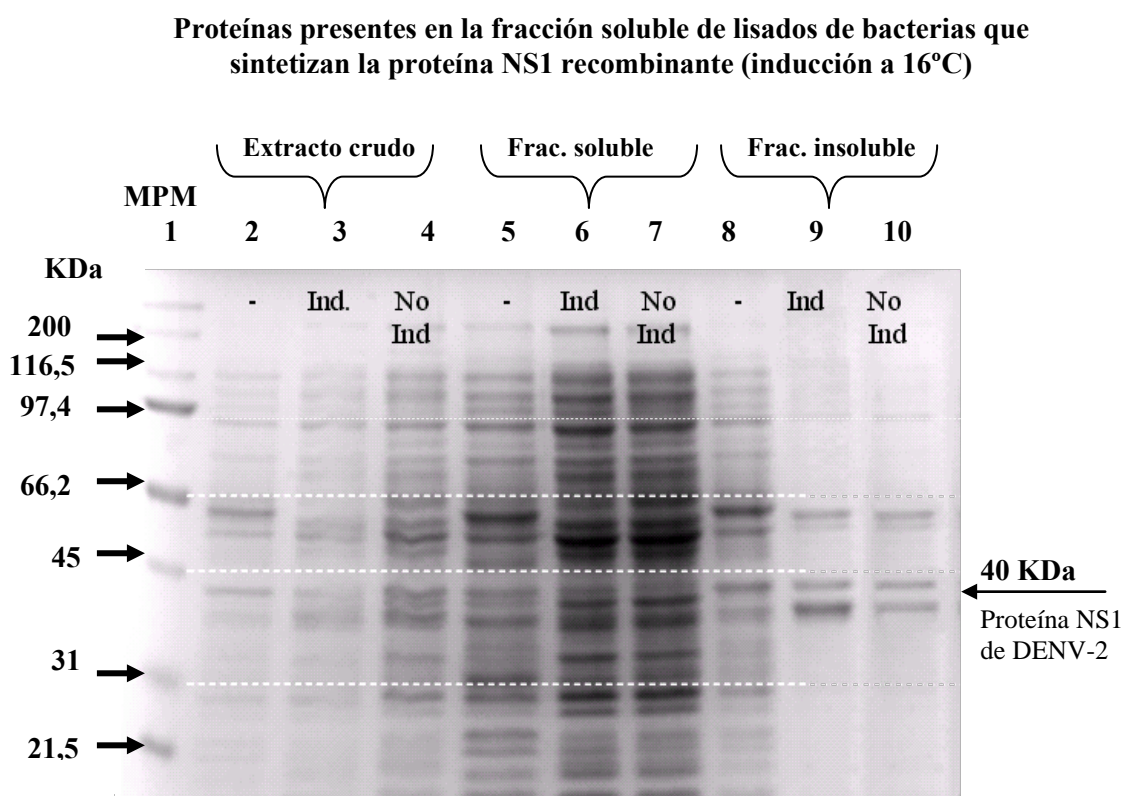 Proteínas presentes en la fracción soluble de lisados de bacterias que
sintetizan la proteína NS1 recombinante (inducción a 16ºC)
Extracto crudo
Frac. soluble
Frac. insoluble
MPM
1 2 3 4 5 6 7 8 9 10
KDa
- Ind. No Ind - Ind No Ind - Ind No Ind
200
116,5
97,4
66,2
45
31
21,5
40 KDa
Proteína NS1
de DENV-2